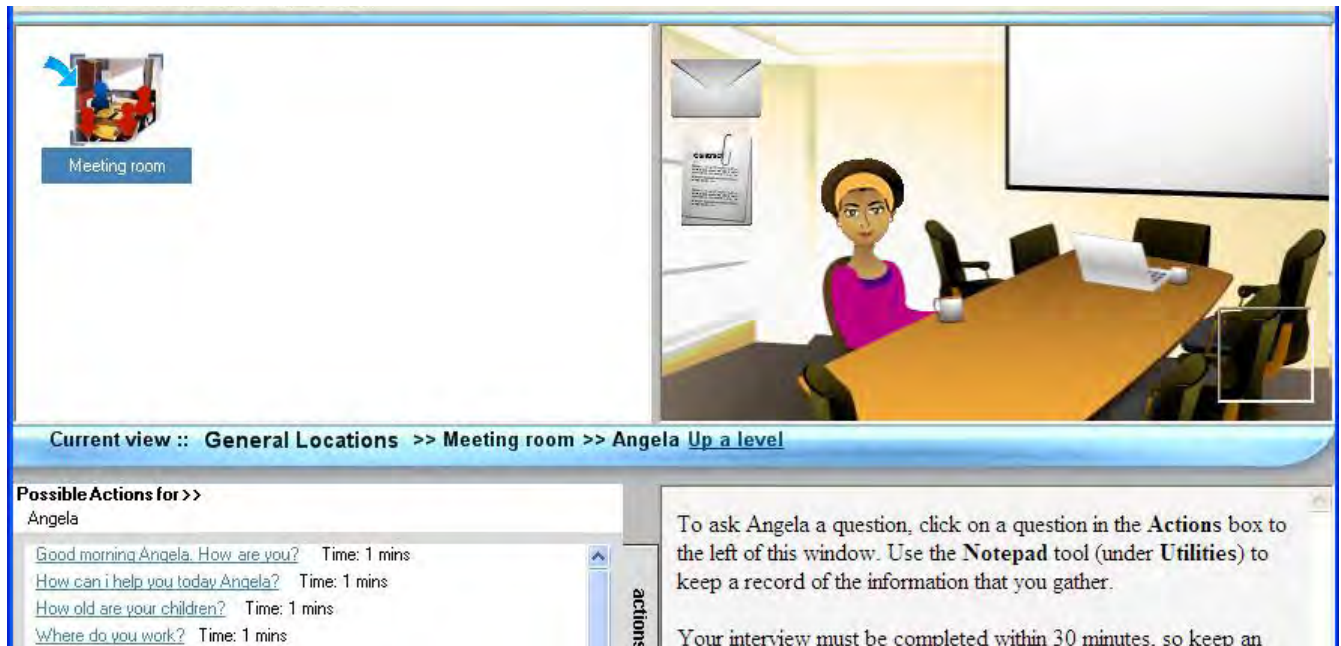 Meeting room
contract
Current view :: General Locations >> Meeting room >> Angela Up a level
Possible Actions for >>
Angela
Good morning Angela. How are you? Time: 1 mins
How can i help you today Angela? Time: 1 mins
How old are your children? Time: 1 mins
Where do you work? Time: 1 mins
actions
To ask Angela a question, click on a question in the Actions box to
the left of this window. Use the Notepad tool (under Utilities) to
keep a record of the information that you gather.
Your interview must be completed within 30 minutes, so keep an